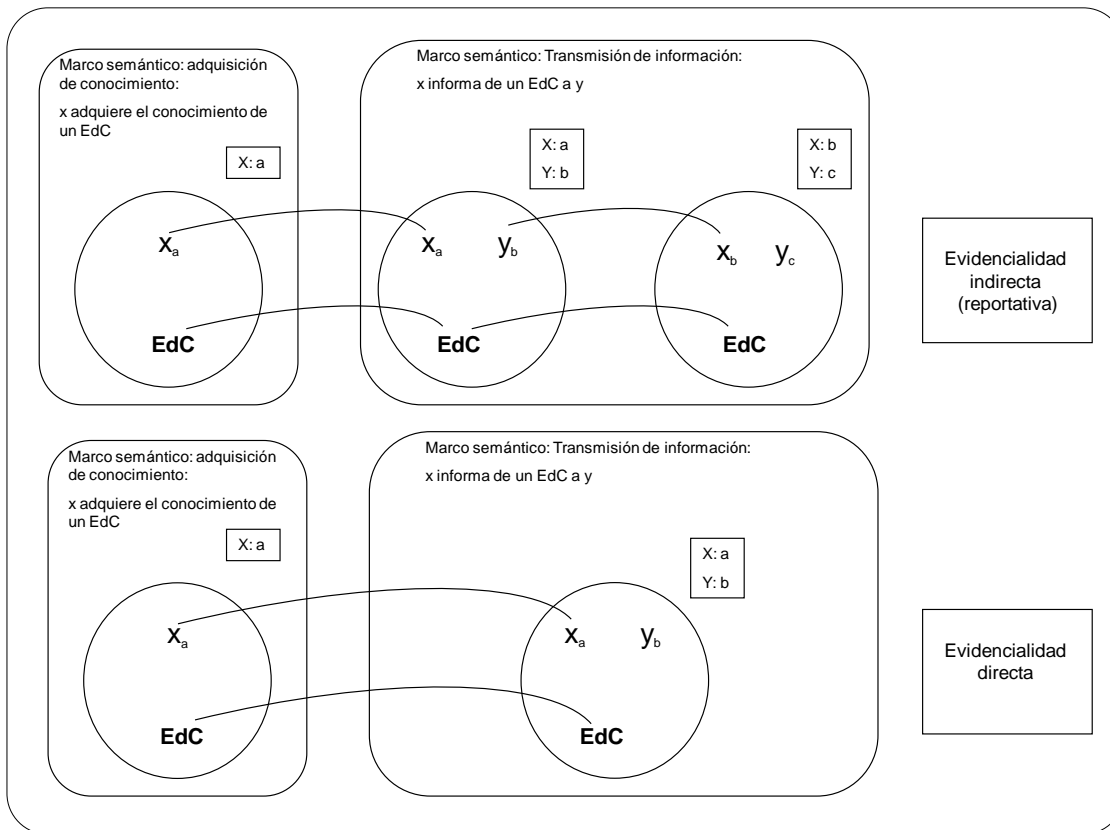 Marco semántico: adquisición
de conocimiento:
x adquiere el conocimiento de
un EdC
X: a
Marco semántico: Transmisión de información:
x informa de un EdC a y
X: a
Y: b
X: b
Y: c
xa
xa
yb
xb
yc
EdC
EdC
EdC
Evidencialidad
indirecta
(reportativa)
Marco semántico: adquisición
de conocimiento:
x adquiere el conocimiento de
un EdC
X: a
Marco semántico: Transmisión de información:
x informa de un EdC a y
X: a
Y: b
xa
xa
yb
EdC
EdC
Evidencialidad
directa